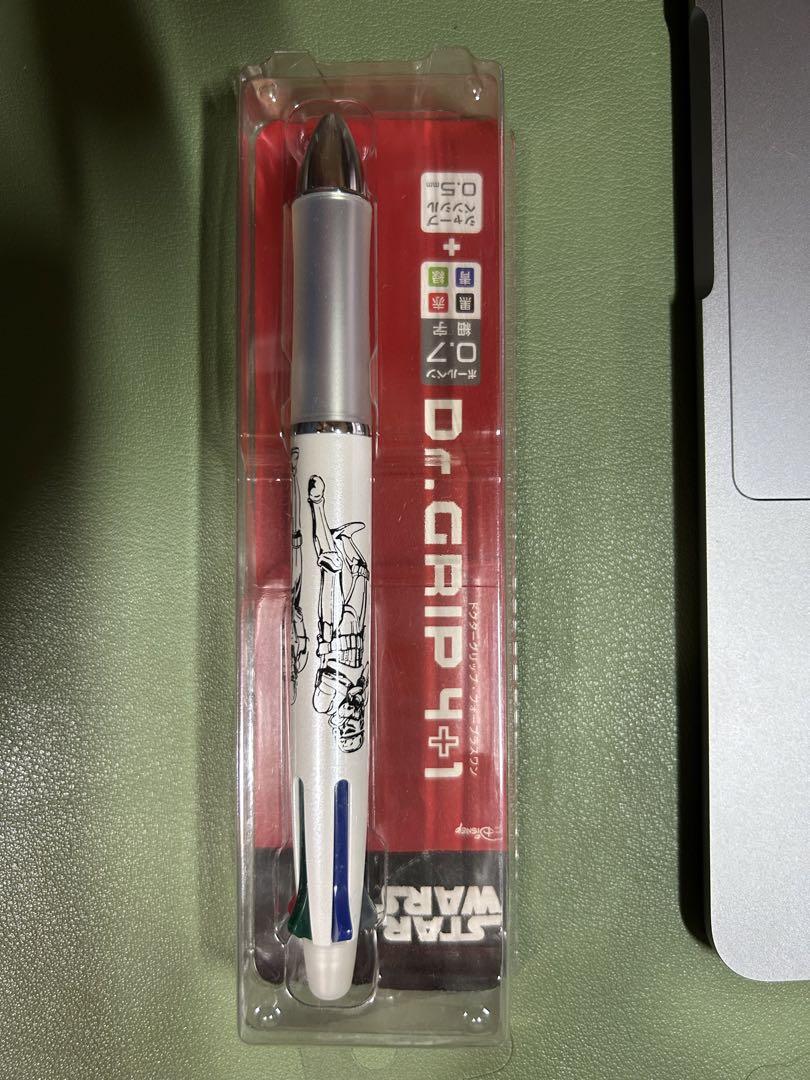 STAR
WARS
©Disney
Dr.GRIP 4+1
ドクターグリップ・フォープラスワン
ボールペン
0.7
細字
黒 赤
青 緑
+
シャープ
ペンシル
0.5mm